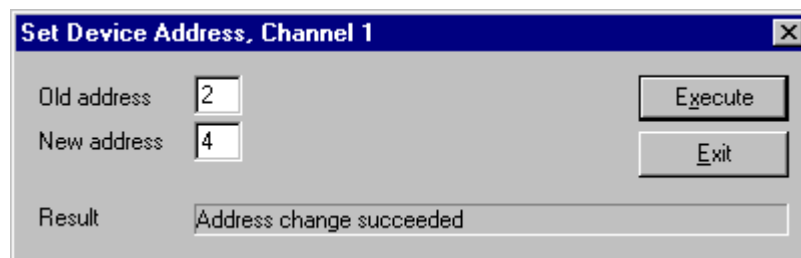 Set Device Address, Channel 1
Old address 2 Execute
New address 4 Exit
Result Address change succeeded